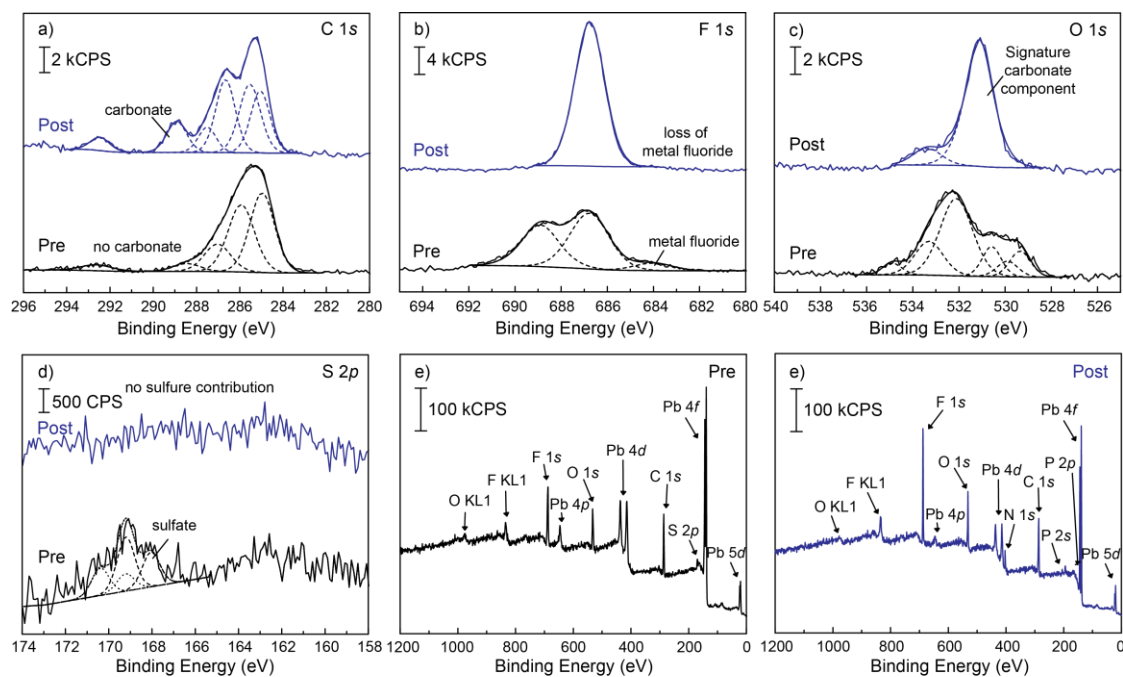 a) C 1s
2 kCPS
carbonate
Post
no carbonate
Pre
296 294 292 290 288 286 284 282 280
Binding Energy (eV)
b) F 1s
4 kCPS
loss of
metal fluoride
Post
metal fluoride
Pre
694 692 690 688 686 684 682 680
Binding Energy (eV)
c) O 1s
2 kCPS
Signature
carbonate
component
Post
Pre
540 538 536 534 532 530 528 526
Binding Energy (eV)
d) S 2p
no sulfure contribution
500 CPS
Post
sulfate
Pre
174 172 170 168 166 164 162 160 158
Binding Energy (eV)
e) Pre
100 kCPS
Pb 4f
F 1s
Pb 4d
O 1s
C 1s
F KL1
O KL1
Pb 4p
S 2p
Pb 5d
1200 1000 800 600 400 200 0
Binding Energy (eV)
e) Post
100 kCPS
F 1s
Pb 4f
P 2p
O 1s
Pb 4d
C 1s
F KL1
O KL1
Pb 4p
N 1s
P 2s
Pb 5d
1200 1000 800 600 400 200 0
Binding Energy (eV)